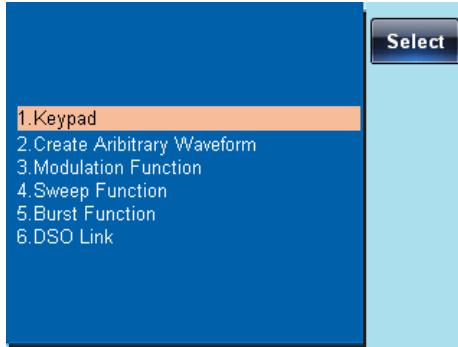 Select
1.Keypad
2.Create Aribitrary Waveform
3.Modulation Function
4.Sweep Function
5.Burst Function
6.DSO Link